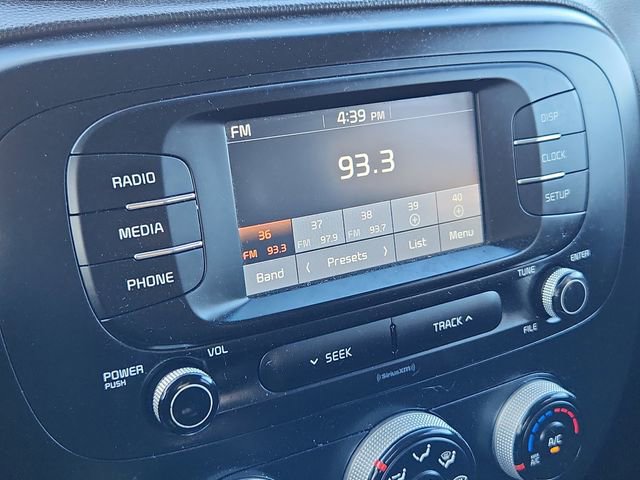 FM 4:39 PM
93.3
36 37 38 39 40
FM 93.3 FM 97.9 FM 93.7
Band < Presets > List Menu
RADIO
MEDIA
PHONE
DISP
CLOCK
SETUP
POWER
PUSH
VOL
SEEK
TRACK
SiriusXM
TUNE
FILE
ENTER
A/C
MAX
A/C